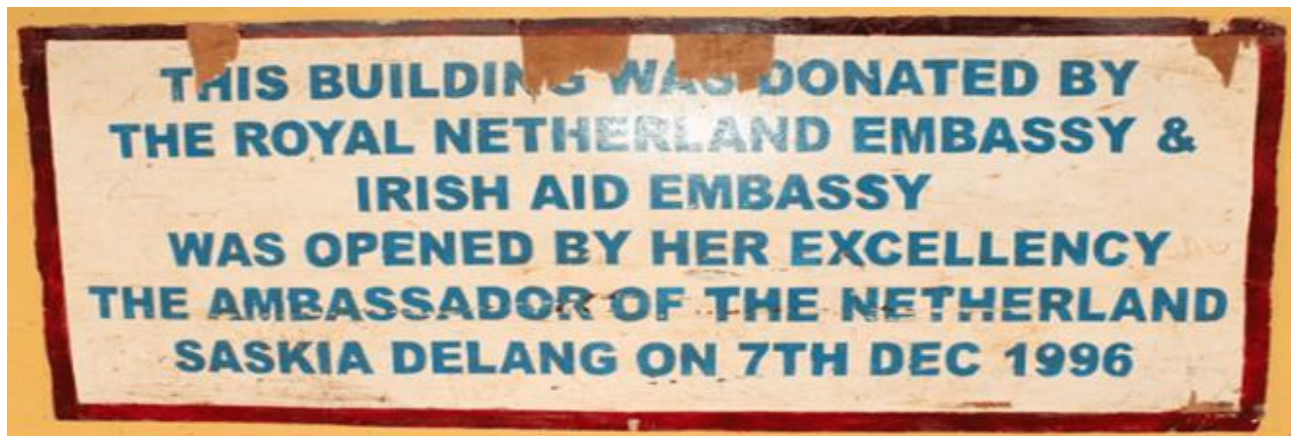 THIS BUILDING WAS DONATED BY
THE ROYAL NETHERLAND EMBASSY &
IRISH AID EMBASSY
WAS OPENED BY HER EXCELLENCY
THE AMBASSADOR OF THE NETHERLAND
SASKIA DELANG ON 7TH DEC 1996